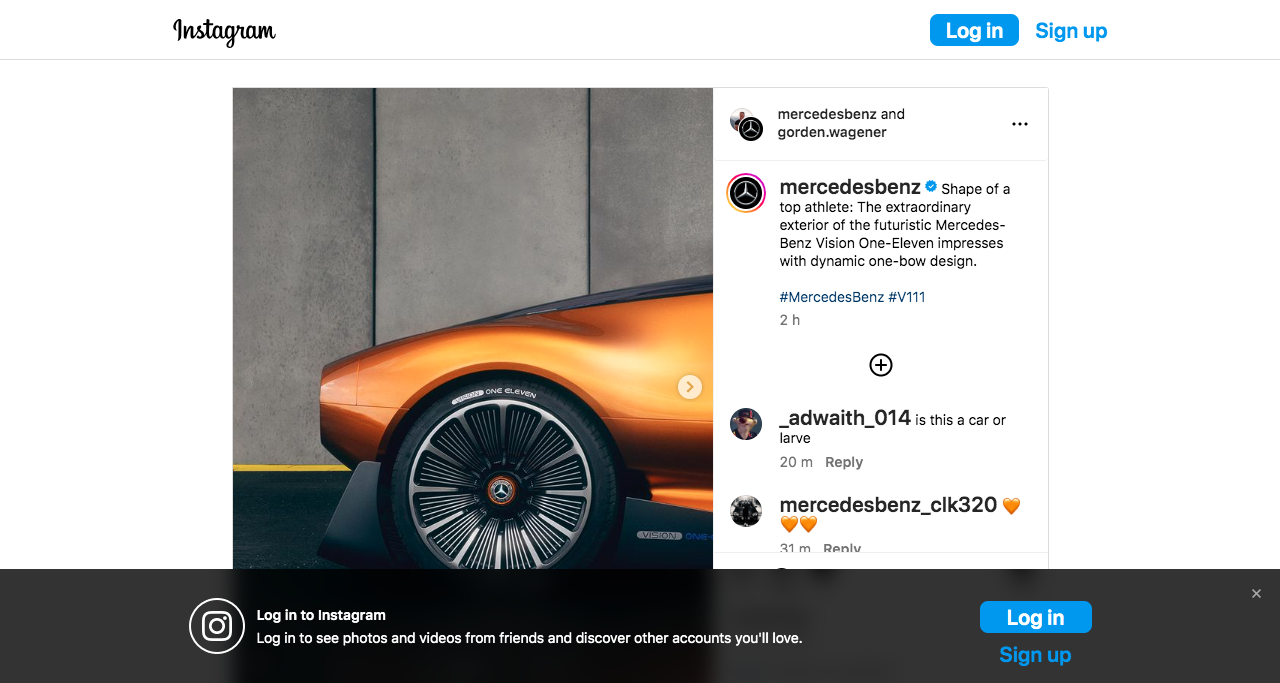 Instagram
Log in
Sign up
mercedesbenz and
gorden.wagener
mercedesbenz Shape of a
top athlete: The extraordinary
exterior of the futuristic Mercedes-
Benz Vision One-Eleven impresses
with dynamic one-bow design.
#MercedesBenz #V111
2 h
VISION ONE ELEVEN
_adwaith_014 is this a car or
larve
20 m Reply
mercedesbenz_clk320 🧡
🧡🧡
31 m Reply
VISION ONE-
Log in to Instagram
Log in to see photos and videos from friends and discover other accounts you'll love.
Log in
Sign up